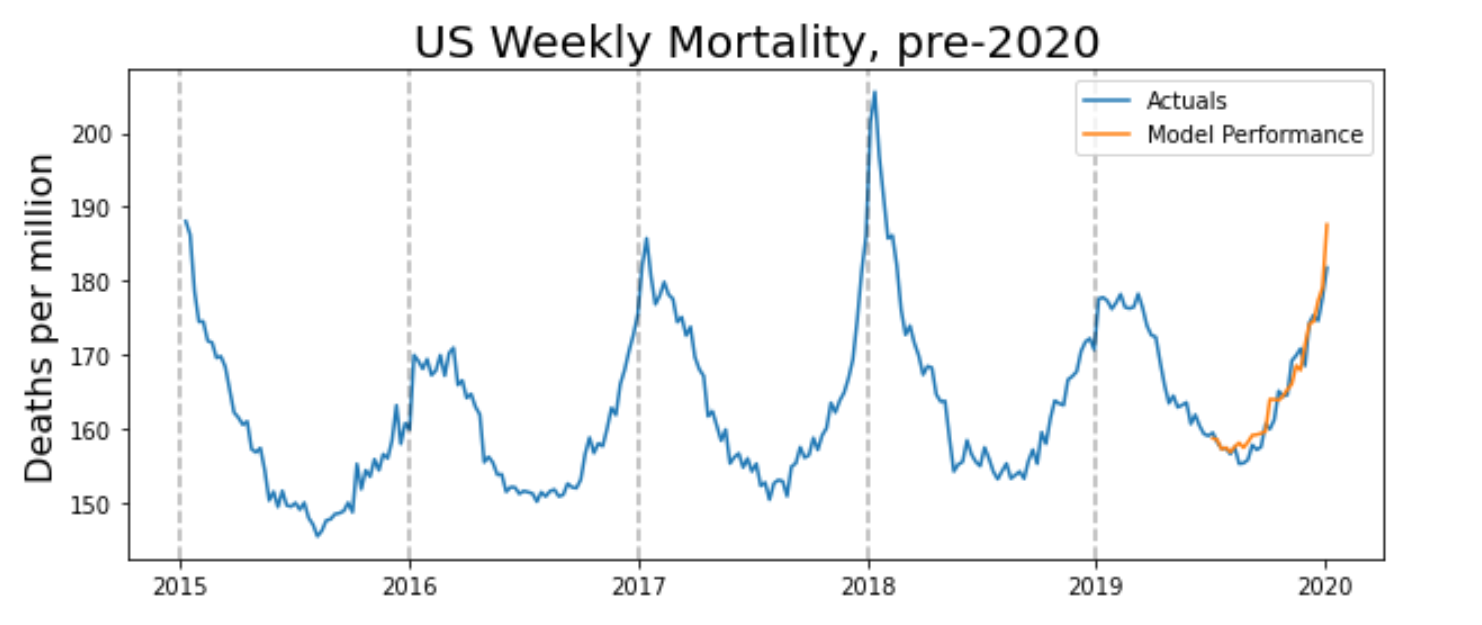 US Weekly Mortality, pre-2020
Actuals
Model Performance
Deaths per million
200
190
180
170
160
150
2015 2016 2017 2018 2019 2020